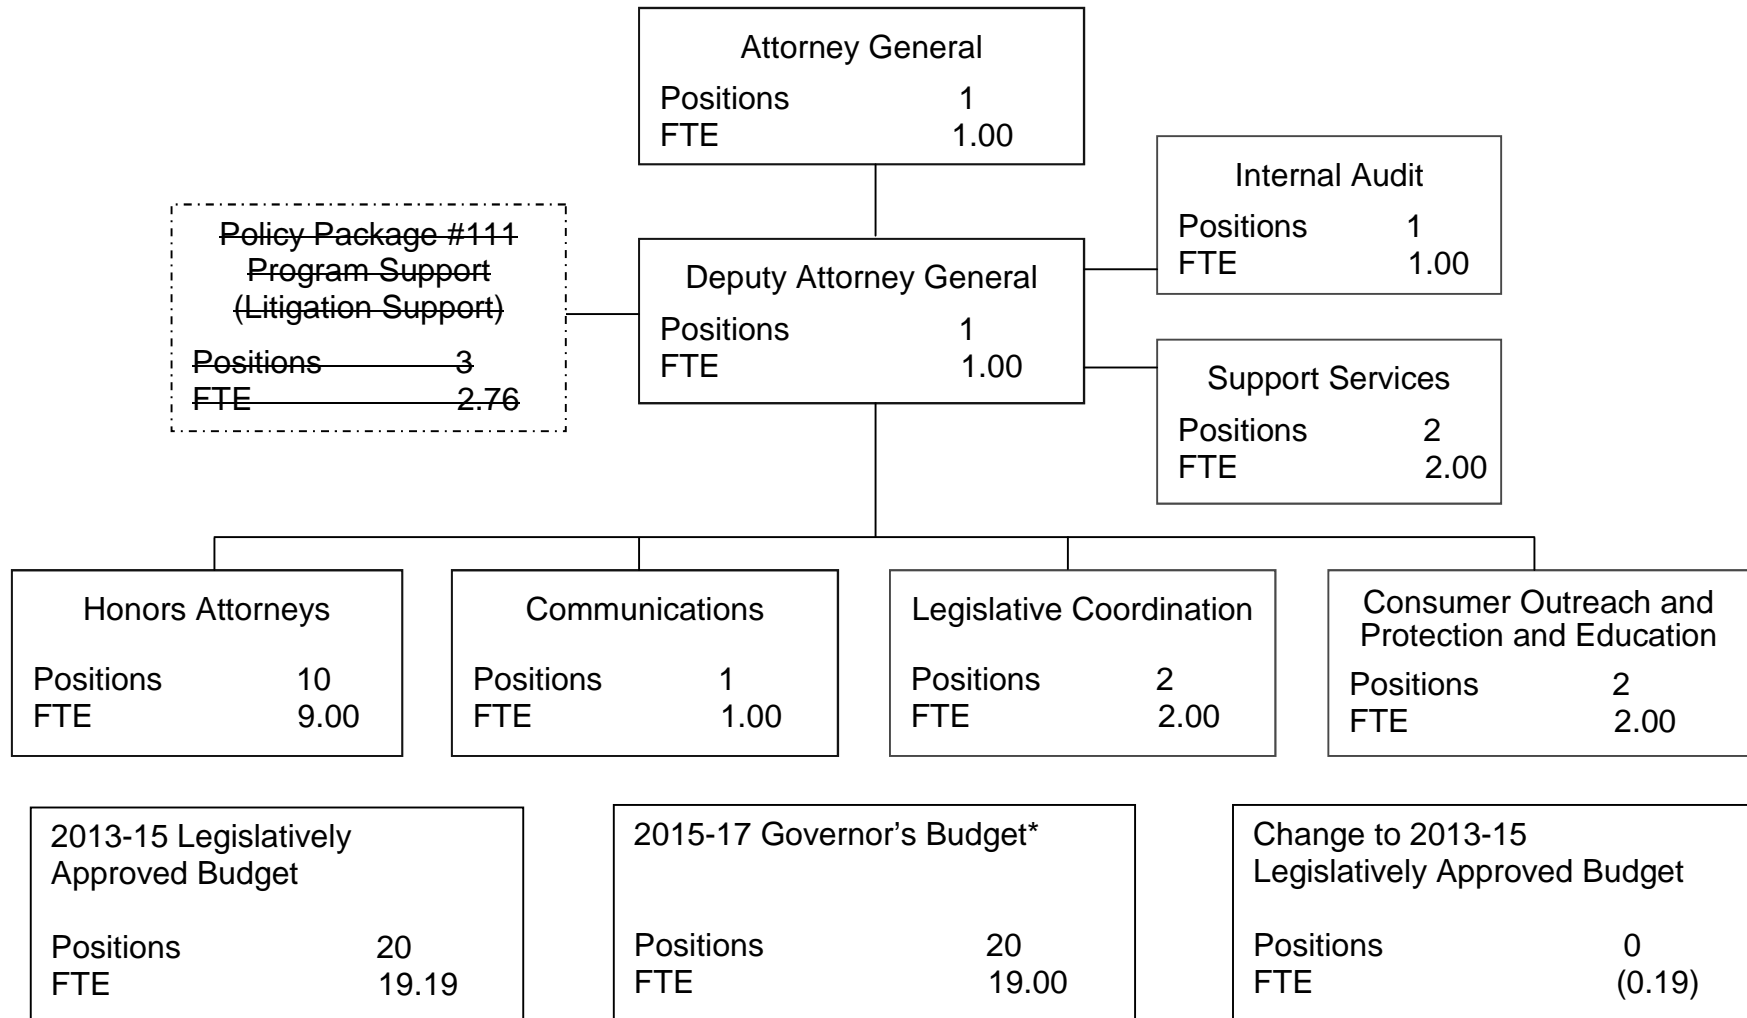 Attorney General
Positions 1
FTE 1.00
Internal Audit
Positions 1
FTE 1.00
Policy Package #111
Program Support
(Litigation Support)
Positions 3
FTE 2.76
Deputy Attorney General
Positions 1
FTE 1.00
Support Services
Positions 2
FTE 2.00
Honors Attorneys
Positions 10
FTE 9.00
Communications
Positions 1
FTE 1.00
Legislative Coordination
Positions 2
FTE 2.00
Consumer Outreach and
Protection and Education
Positions 2
FTE 2.00
2013-15 Legislatively
Approved Budget
Positions 20
FTE 19.19
2015-17 Governor’s Budget*
Positions 20
FTE 19.00
Change to 2013-15
Legislatively Approved Budget
Positions 0
FTE (0.19)